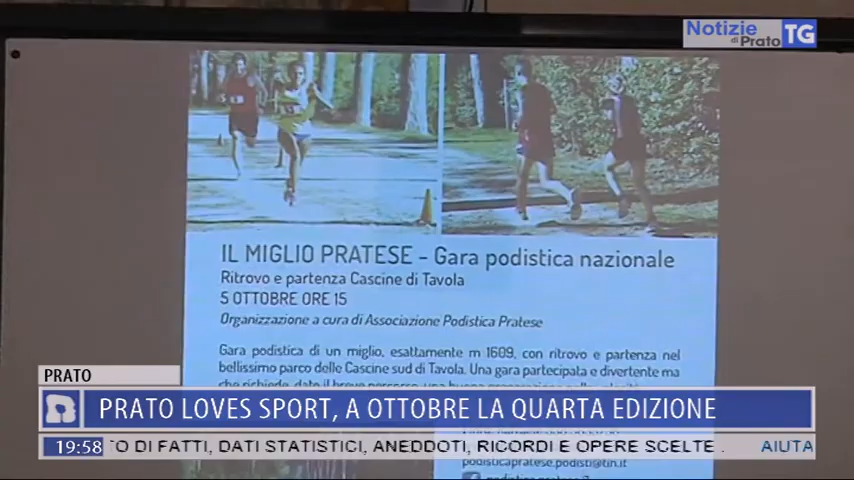 Notizie
di Prato TG
IL MIGLIO PRATESE – Gara podistica nazionale
Ritrovo e partenza Cascine di Tavola
5 OTTOBRE ORE 15
Organizzazione a cura di Associazione Podistica Pratese
Gara podistica di un miglio, esattamente m 1609, con ritrovo e partenza nel
bellissimo parco delle Cascine sud di Tavola. Una gara partecipata e divertente ma
PRATO
PRATO LOVES SPORT, A OTTOBRE LA QUARTA EDIZIONE
19:58 TO DI FATTI, DATI STATISTICI, ANEDDOTI, RICORDI E OPERE SCELTE. AIUTA
podisticapratese.podisti@tin.it